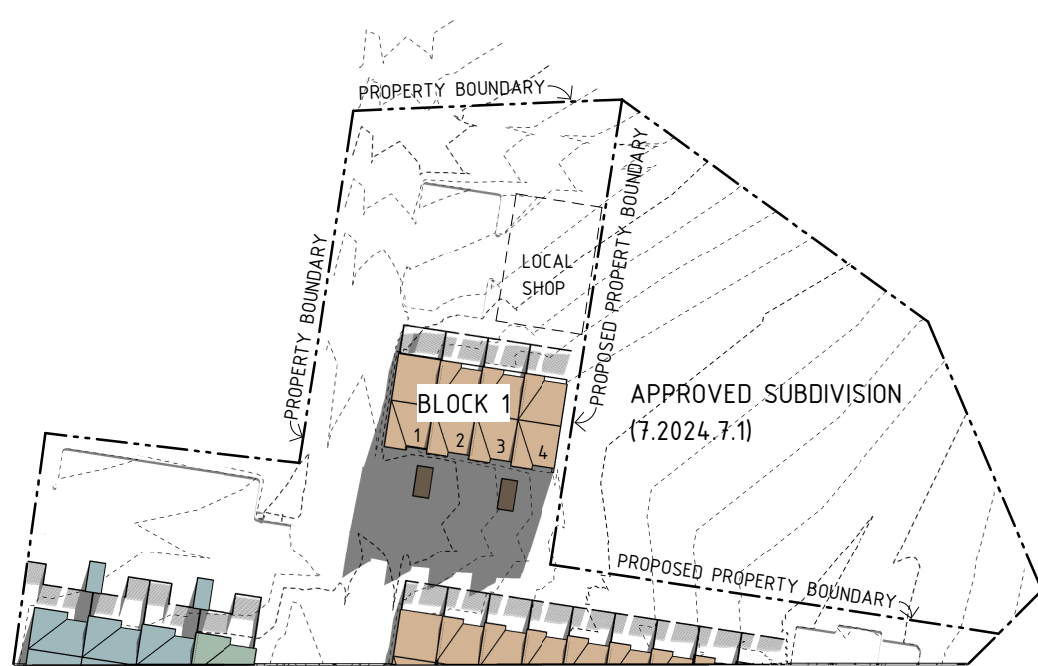 PROPERTY BOUNDARY
PROPERTY BOUNDARY
PROPOSED PROPERTY BOUNDARY
LOCAL
SHOP
BLOCK 1
1
2
3
4
APPROVED SUBDIVISION
(7.2024.7.1)
PROPOSED PROPERTY BOUNDARY